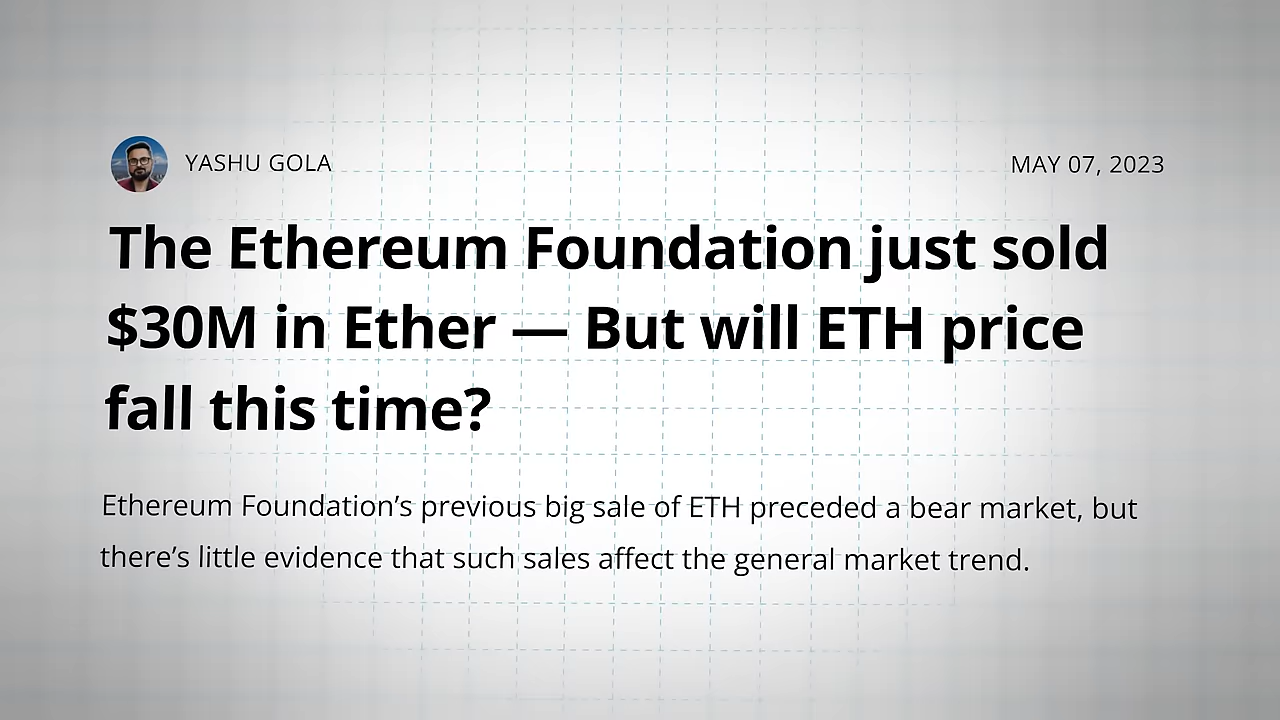 YASHU GOLA
MAY 07, 2023
The Ethereum Foundation just sold
$30M in Ether — But will ETH price
fall this time?
Ethereum Foundation’s previous big sale of ETH preceded a bear market, but
there’s little evidence that such sales affect the general market trend.